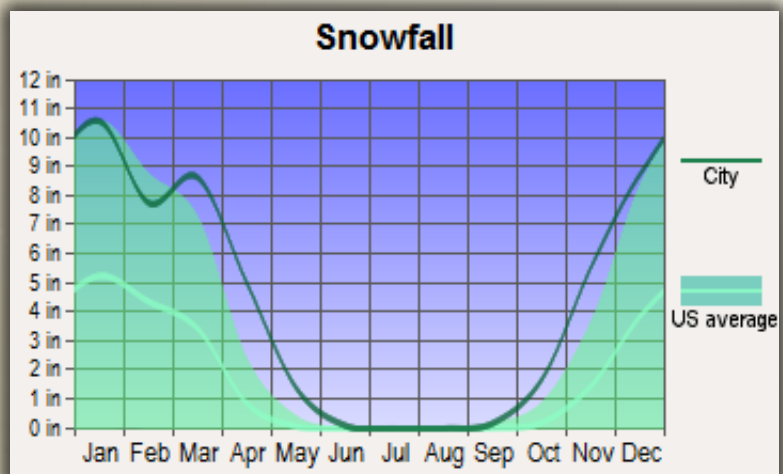 Snowfall
12 in
11 in
10 in
9 in
8 in
7 in
6 in
5 in
4 in
3 in
2 in
1 in
0 in
Jan Feb Mar Apr May Jun Jul Aug Sep Oct Nov Dec
City
US average